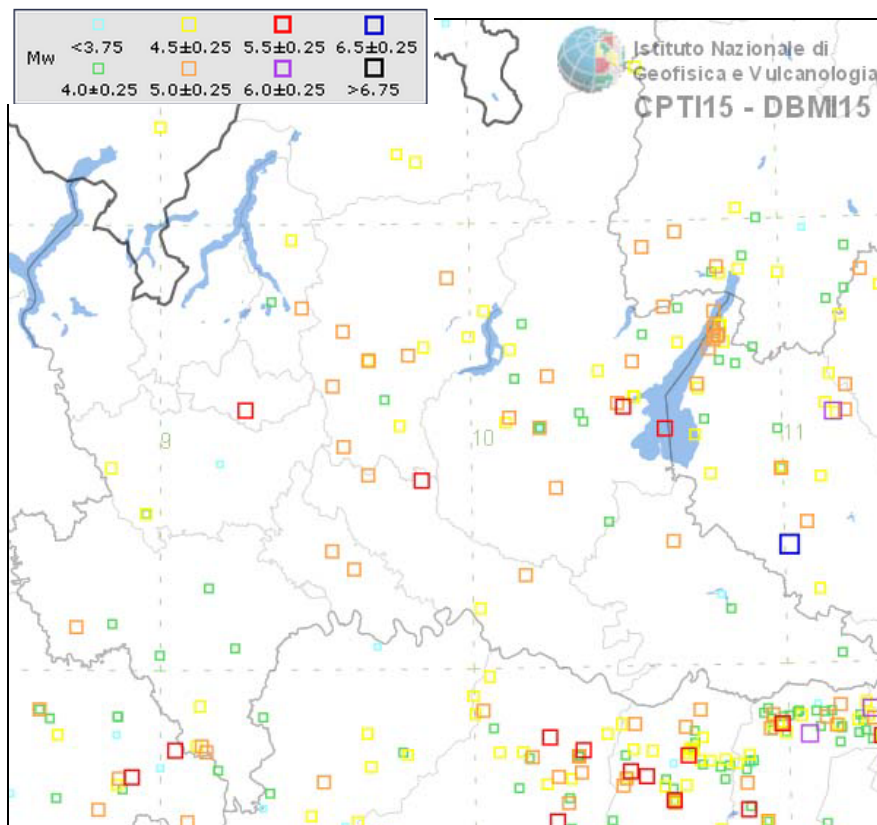 Mw <3.75 4.5±0.25 5.5±0.25 6.5±0.25
4.0±0.25 5.0±0.25 6.0±0.25 >6.75
Istituto Nazionale di
Geofisica e Vulcanologia
CPTI15 - DBMI15
9 10 11